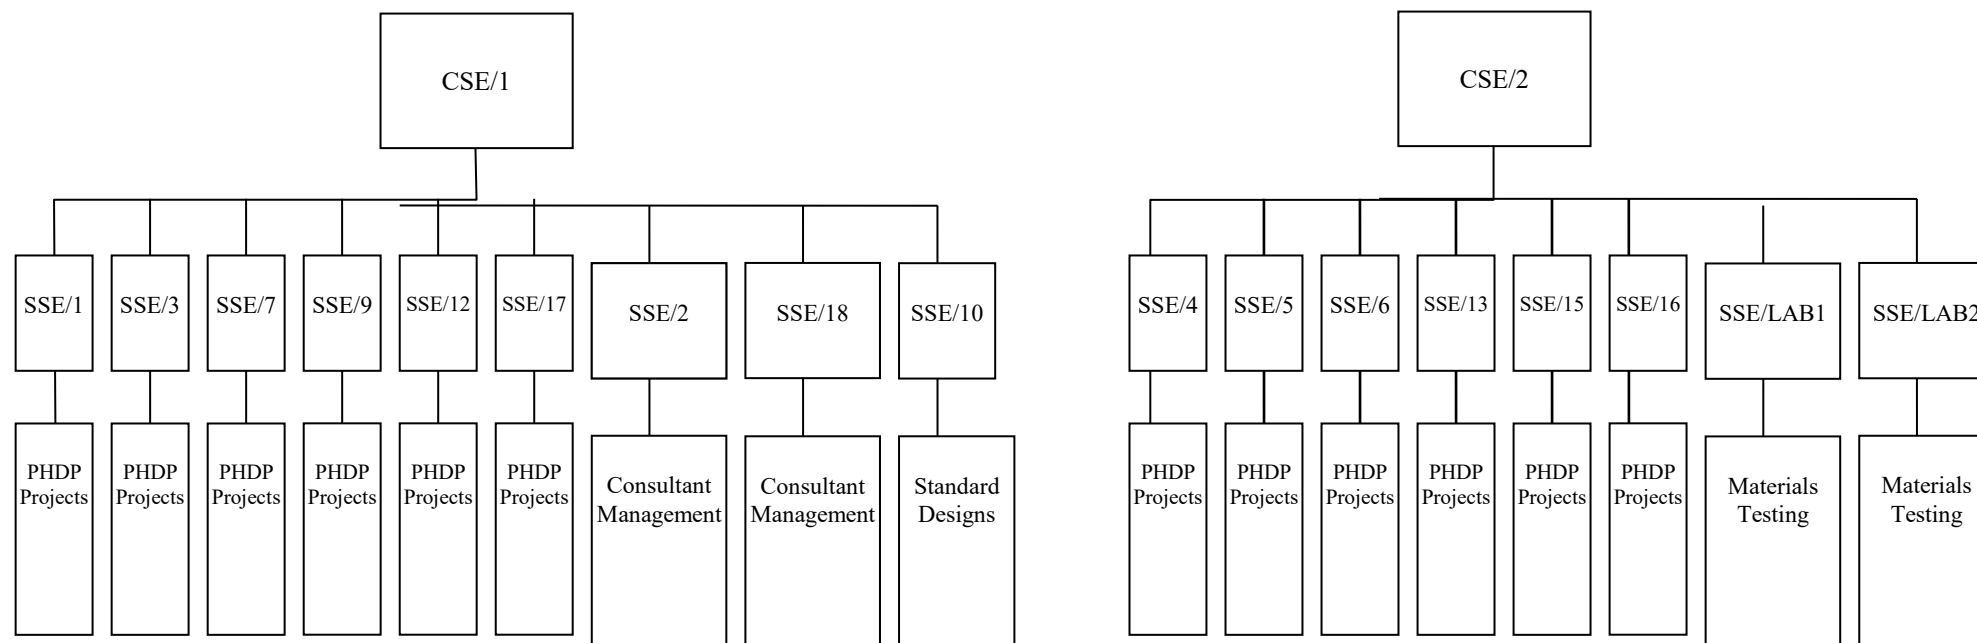 CSE/1
CSE/2
SSE/1
SSE/3
SSE/7
SSE/9
SSE/12
SSE/17
SSE/2
SSE/18
SSE/10
SSE/4
SSE/5
SSE/6
SSE/13
SSE/15
SSE/16
SSE/LAB1
SSE/LAB2
PHDP
Projects
PHDP
Projects
PHDP
Projects
PHDP
Projects
PHDP
Projects
PHDP
Projects
Consultant
Management
Consultant
Management
Standard
Designs
PHDP
Projects
PHDP
Projects
PHDP
Projects
PHDP
Projects
PHDP
Projects
PHDP
Projects
Materials
Testing
Materials
Testing